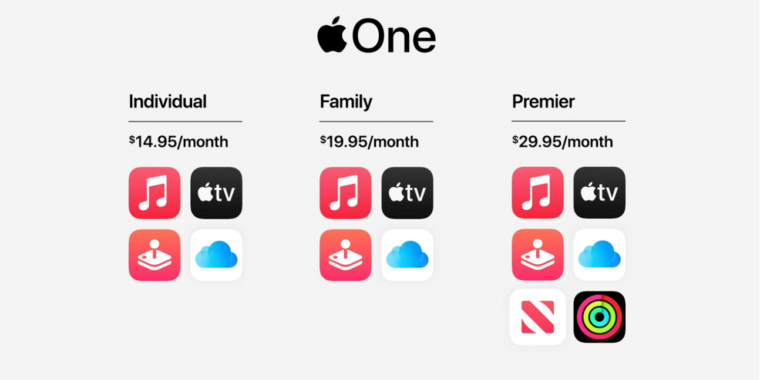 One
Individual
$14.95/month
tv
Family
$19.95/month
tv
Premier
$29.95/month
tv